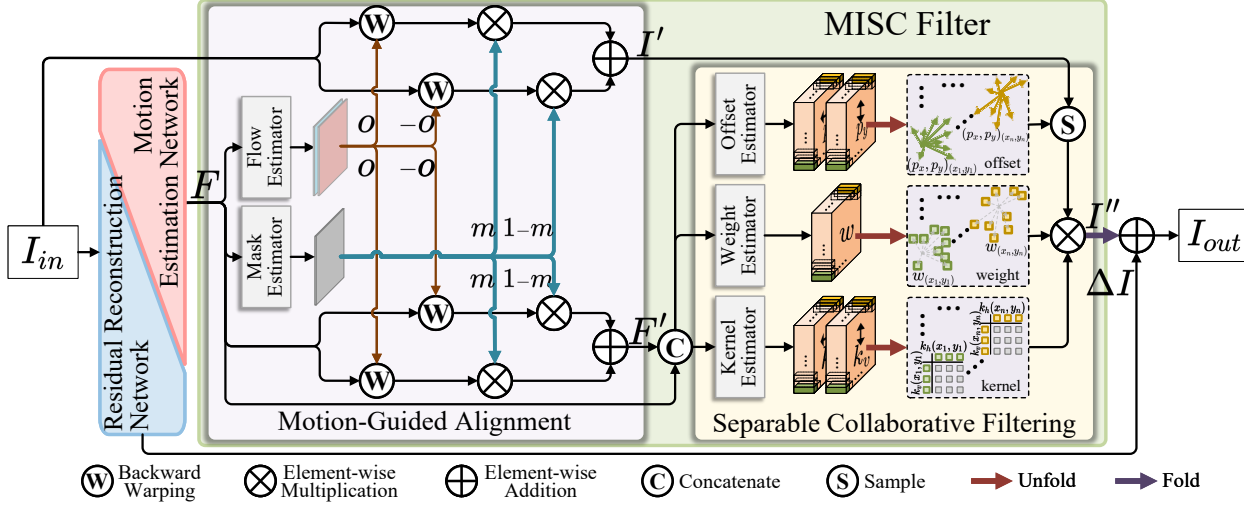 MISC Filter
W
I′
W
Motion
Estimation Network
Flow
Estimator
o
−o
o
−o
Offset
Estimator
p_y
(p_x, p_y)(x_n,y_n)
(p_x, p_y)(x_1,y_1)
offset
S
F
I_in
Residual Reconstruction
Network
Mask
Estimator
m
1−m
m
1−m
Weight
Estimator
w
w(x_n,y_n)
w(x_1,y_1)
weight
I″
I_out
ΔI
W
F′
C
W
Kernel
Estimator
k_v
k_h(x_n, y_n)
k_v(x_n, y_n)
k_h(x_1, y_1)
k_v(x_1, y_1)
kernel
Motion-Guided Alignment
Separable Collaborative Filtering
W
Backward
Warping
Element-wise
Multiplication
Element-wise
Addition
C
Concatenate
S
Sample
Unfold
Fold